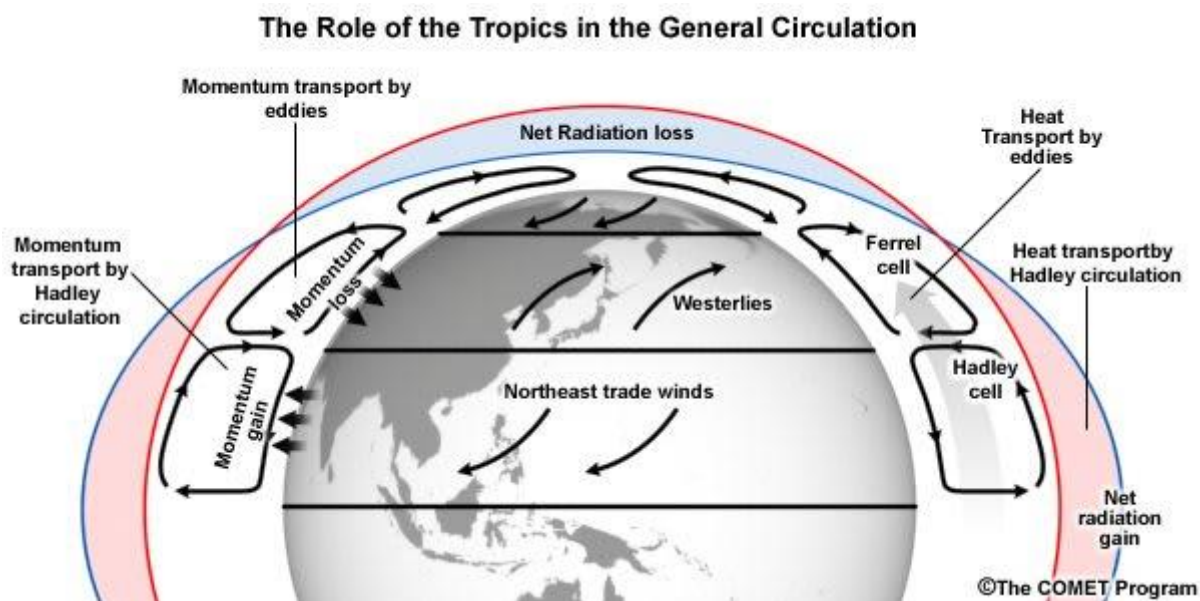 The Role of the Tropics in the General Circulation
Momentum transport by
eddies
Net Radiation loss
Heat
Transport by
eddies
Momentum
transport by
Hadley
circulation
Momentum
loss
Ferrel
cell
Heat transportby
Hadley circulation
Westerlies
Momentum
gain
Northeast trade winds
Hadley
cell
Net
radiation
gain
©The COMET Program